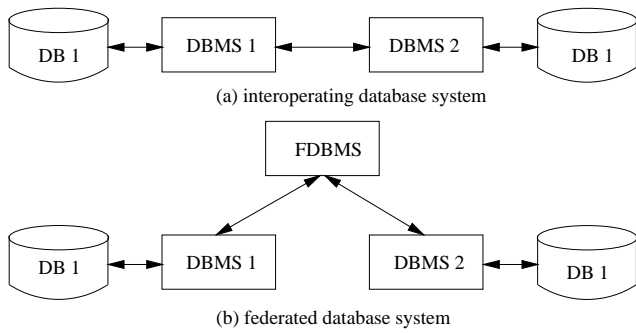 DB 1 DBMS 1 DBMS 2 DB 1
(a) interoperating database system
FDBMS
DB 1 DBMS 1 DBMS 2 DB 1
(b) federated database system